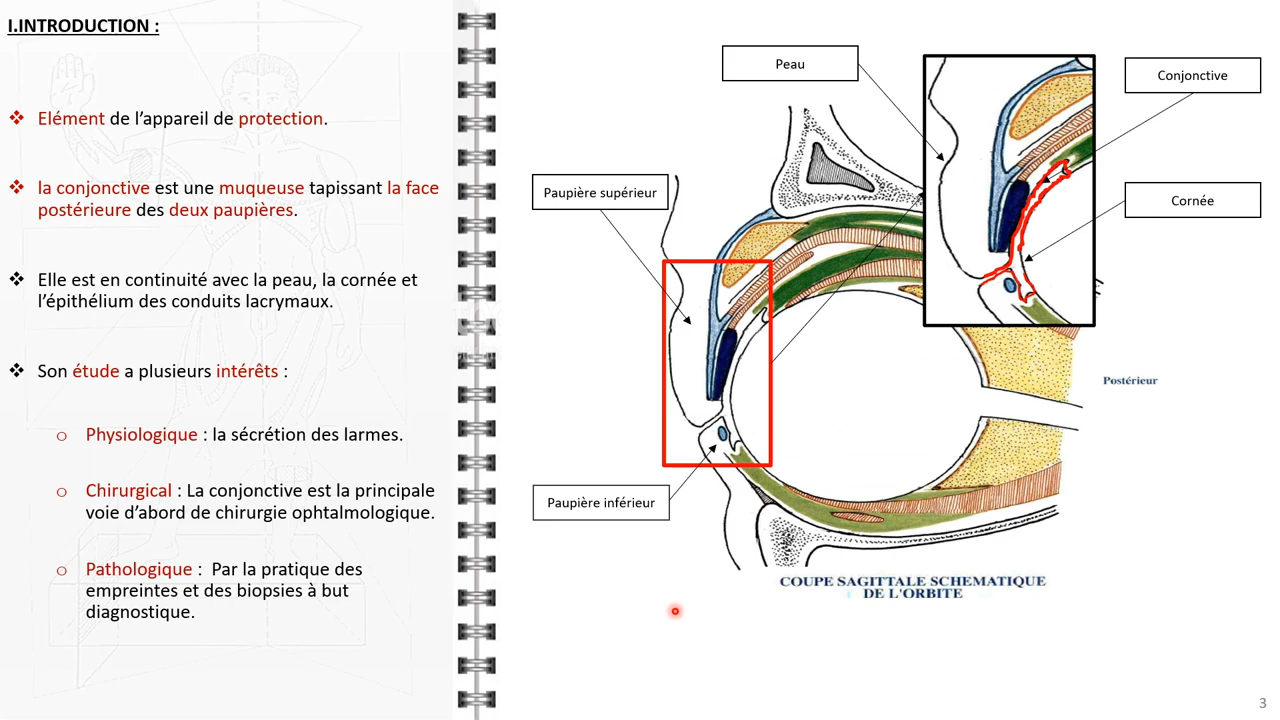 I.INTRODUCTION :
❖ Elément de l’appareil de protection.
❖ la conjonctive est une muqueuse tapissant la face
postérieure des deux paupières.
❖ Elle est en continuité avec la peau, la cornée et
l’épithélium des conduits lacrymaux.
❖ Son étude a plusieurs intérêts :
o Physiologique : la sécrétion des larmes.
o Chirurgical : La conjonctive est la principale
voie d’abord de chirurgie ophtalmologique.
o Pathologique : Par la pratique des
empreintes et des biopsies à but
diagnostique.
Peau
Conjonctive
Paupière supérieur
Cornée
Postérieur
Paupière inférieur
COUPE SAGITTALE SCHEMATIQUE
DE L'ORBITE
3